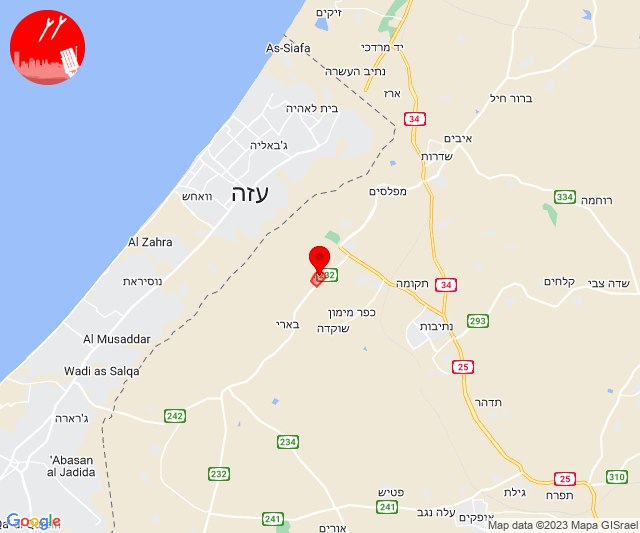 זיקים
As-Siafa
יד מרדכי
נתיב העשרה
ארז
ברור חיל
בית לאהיה
34
איבים
ג'באליה
שדרות
מפלסים
עזה
וואחש
334
רוחמה
Al Zahra
נוסיראת
232
תקומה
34
קלחים
שדה צבי
293
נתיבות
כפר מימון
שוקדה
בארי
Al Musaddar
Wadi as Salqa
25
ג'רארה
242
תדהר
234
'Abasan
al Jadida
232
25
310
גילת
תפרח
פטיש
241
עלה נגב
241
אורים
איפקים
Google
Map data ©2023 Mapa GISrael